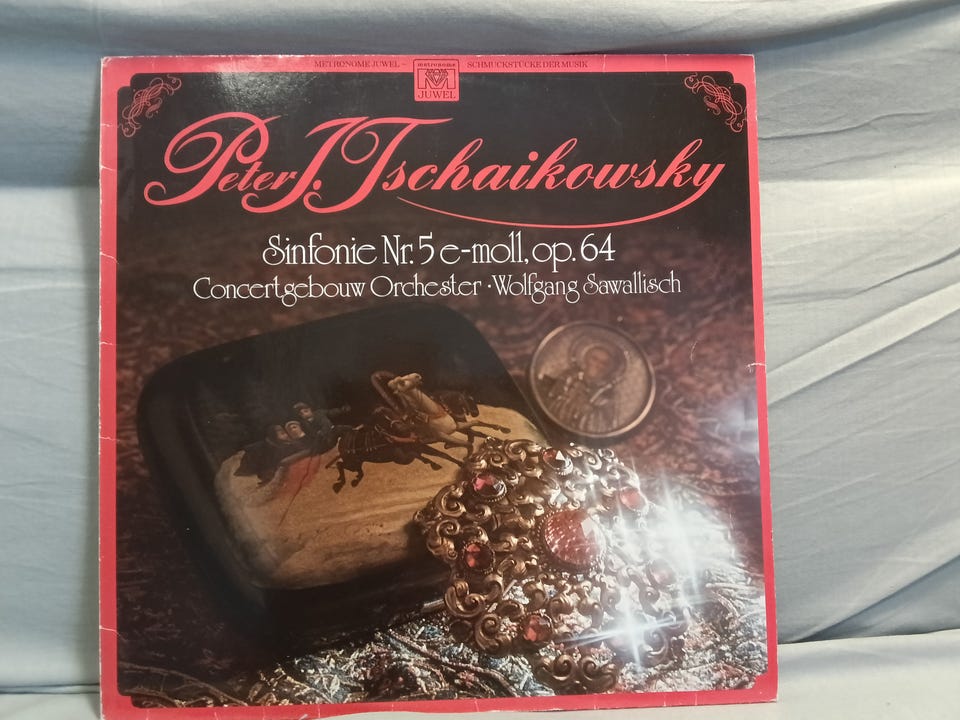 METRONOME JUWEL – metronome JUWEL SCHMUCKSTÜCKE DER MUSIK
Peter J. Tschaikowsky
Sinfonie Nr. 5 e-moll, op. 64
Concertgebouw Orchester · Wolfgang Sawallisch